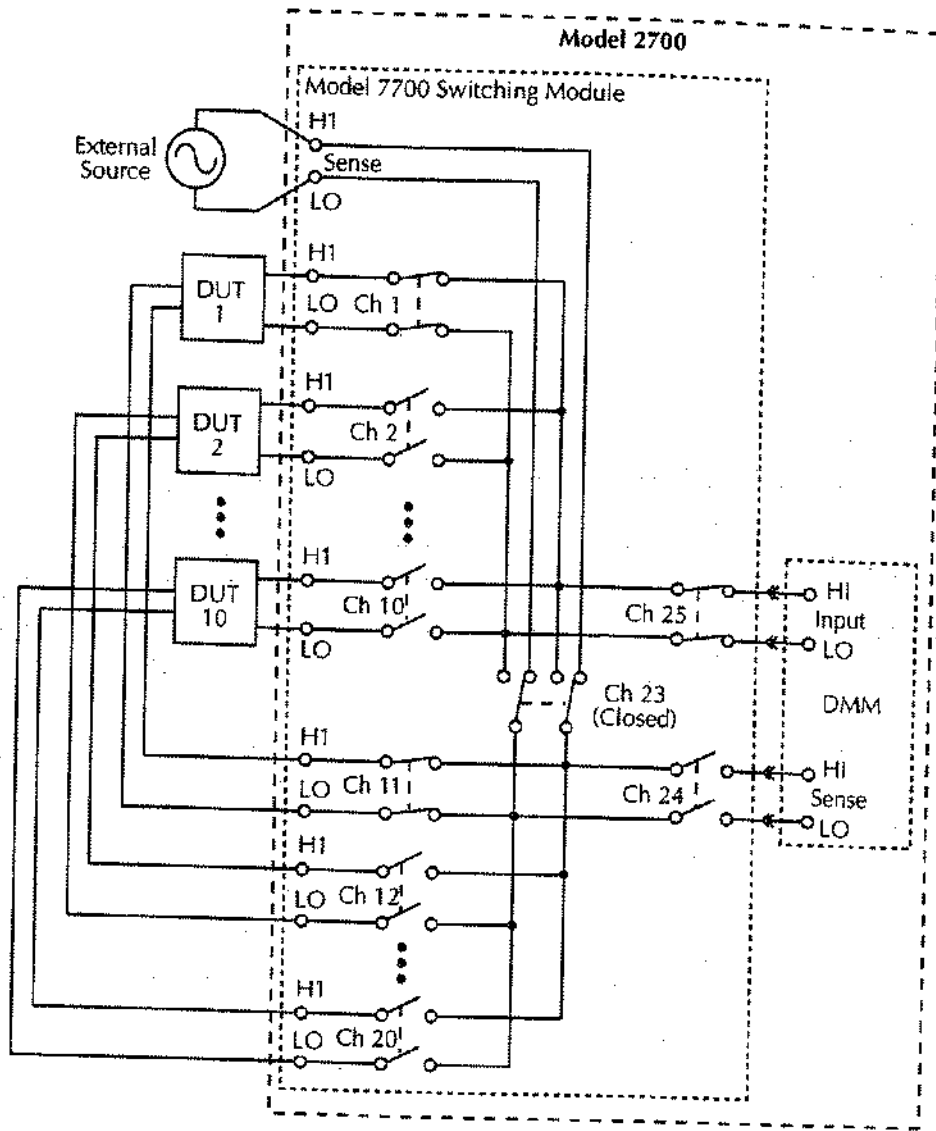 Model 2700
Model 7700 Switching Module
External
Source
H1
Sense
LO
DUT
1
H1
LO
Ch 1
DUT
2
H1
Ch 2
LO
DUT
10
H1
Ch 10
LO
Ch 25
HI
Input
LO
DMM
Ch 23
(Closed)
H1
LO
Ch 11
Ch 24
HI
Sense
LO
H1
LO
Ch 12
H1
LO
Ch 20